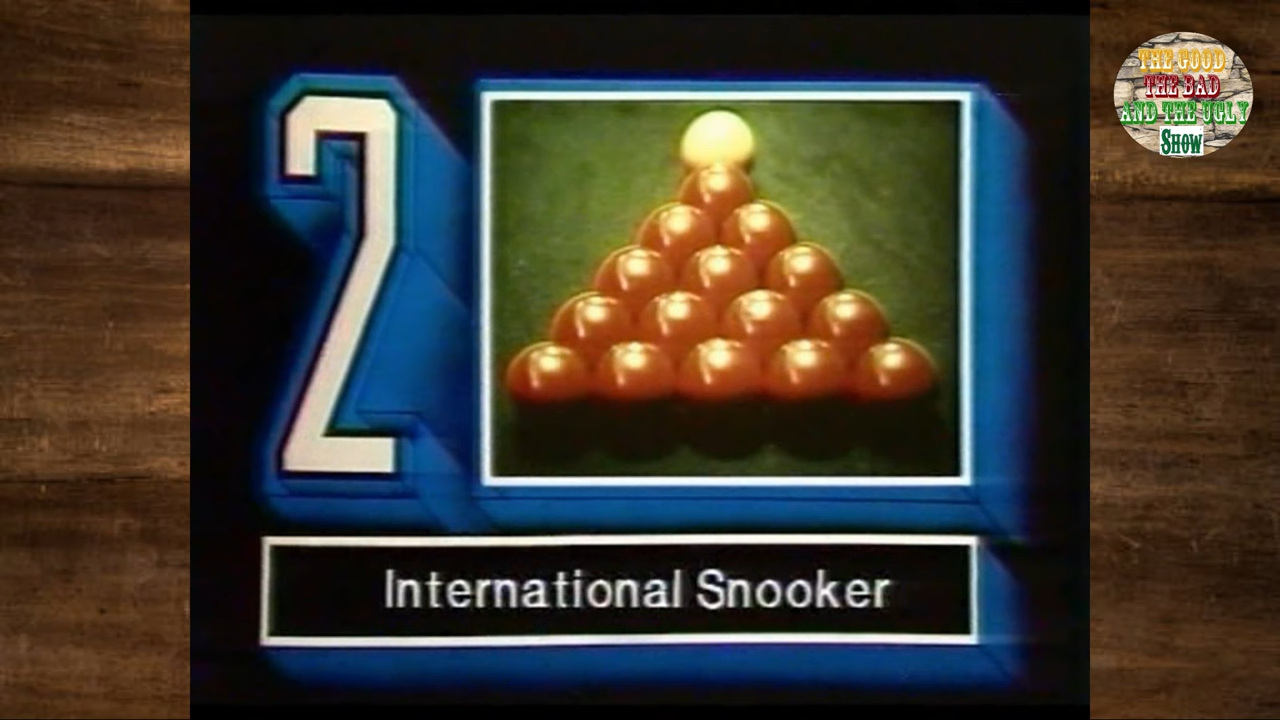 2
International Snooker
THE GOOD
THE BAD
AND THE UGLY
SHOW